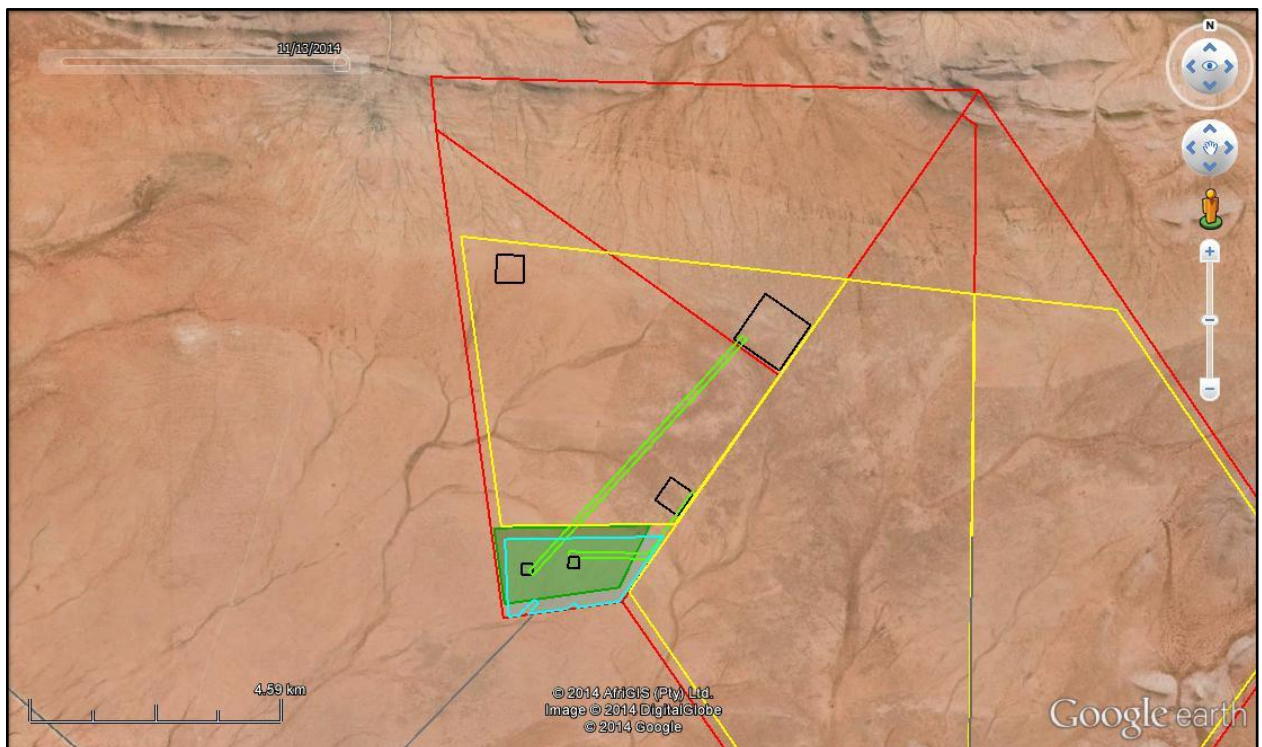 11/13/2014
N
4.59 km
© 2014 AfriGIS (Pty) Ltd.
Image © 2014 DigitalGlobe
© 2014 Google
Google earth